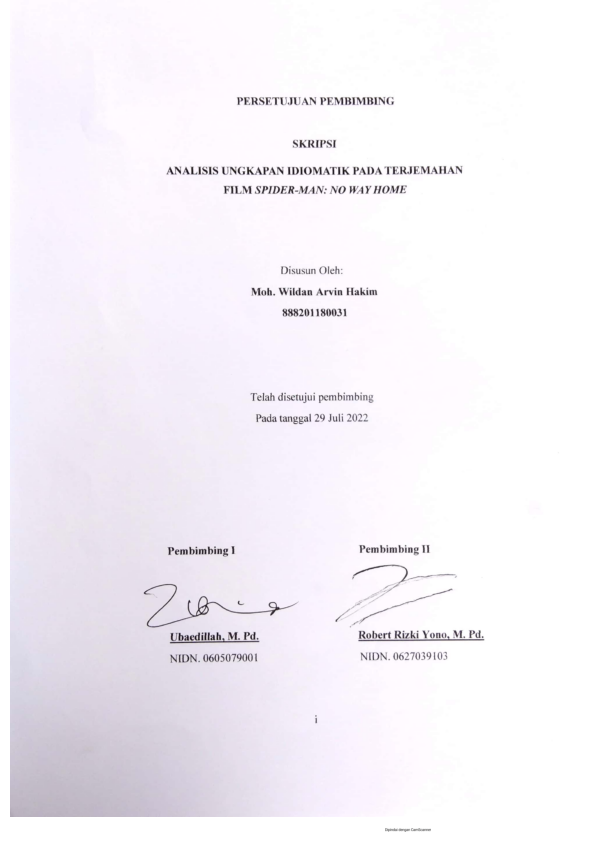 PERSETUJUAN PEMBIMBING
SKRIPSI
ANALISIS UNGKAPAN IDIOMATIK PADA TERJEMAHAN
FILM SPIDER-MAN: NO WAY HOME
Disusun Oleh:
Moh. Wildan Arvin Hakim
888201180031
Telah disetujui pembimbing
Pada tanggal 29 Juli 2022
Pembimbing I
Pembimbing II
Ubaedillah, M. Pd.
Robert Rizki Yono, M. Pd.
NIDN. 0605079001
NIDN. 0627039103
i
Dipindai dengan CamScanner